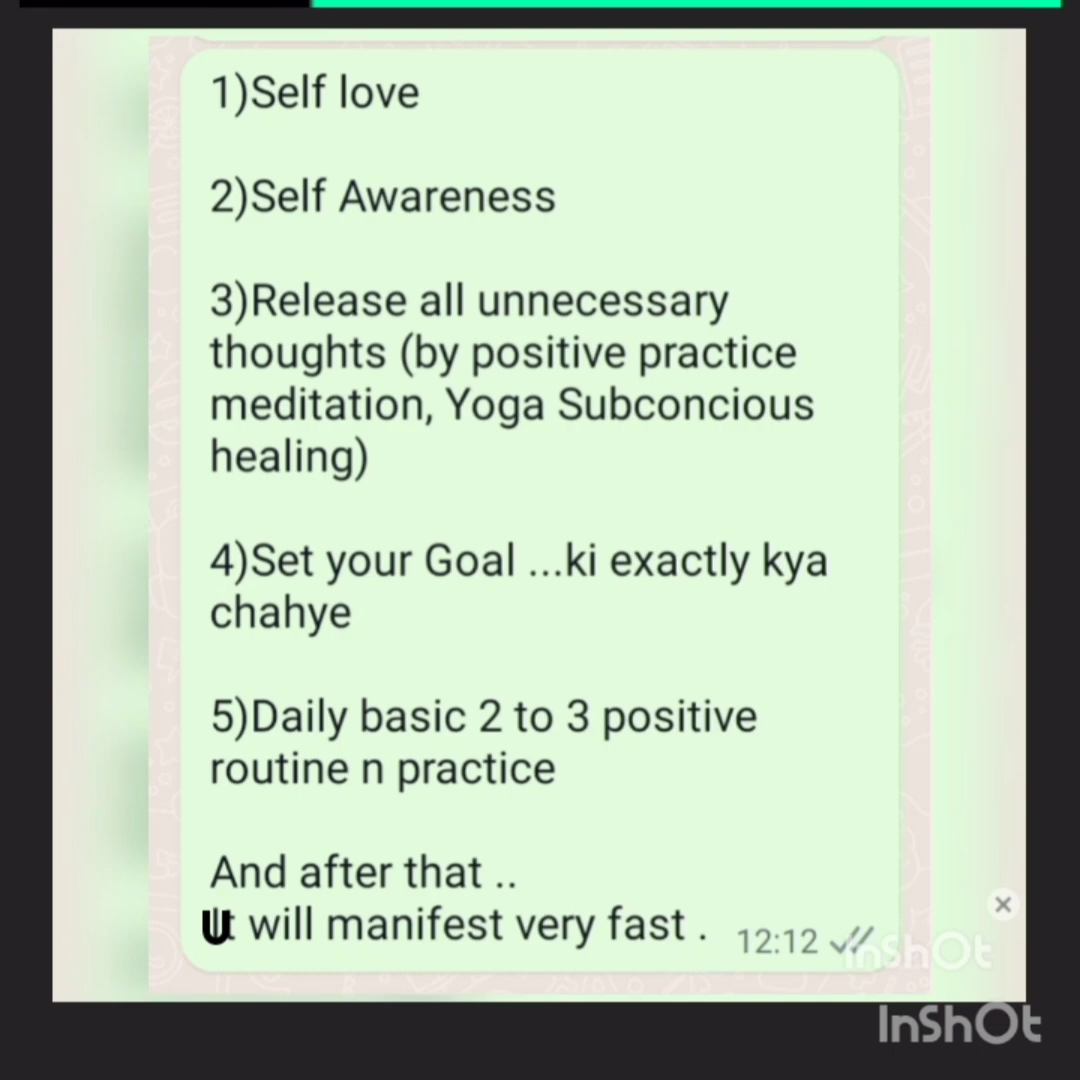 1)Self love
2)Self Awareness
3)Release all unnecessary
thoughts (by positive practice
meditation, Yoga Subconcious
healing)
4)Set your Goal ...ki exactly kya
chahye
5)Daily basic 2 to 3 positive
routine n practice
And after that ..
will manifest very fast .
12:12
InShOt
InShOt